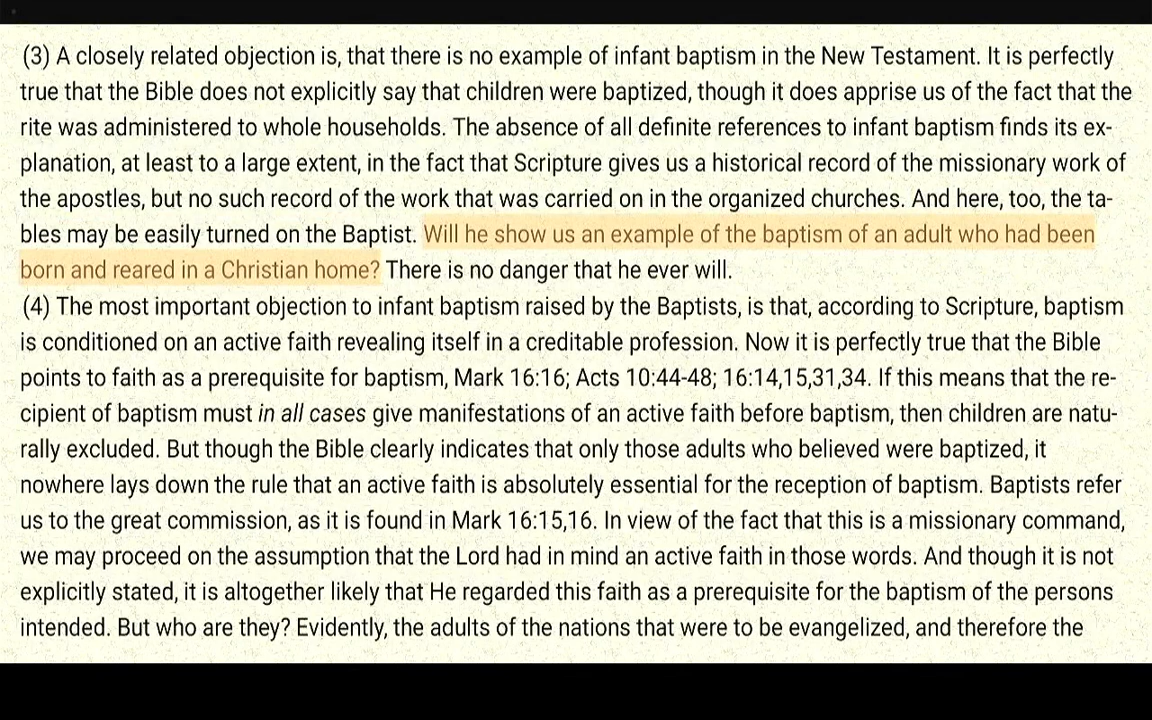 (3) A closely related objection is, that there is no example of infant baptism in the New Testament. It is perfectly
true that the Bible does not explicitly say that children were baptized, though it does apprise us of the fact that the
rite was administered to whole households. The absence of all definite references to infant baptism finds its ex-
planation, at least to a large extent, in the fact that Scripture gives us a historical record of the missionary work of
the apostles, but no such record of the work that was carried on in the organized churches. And here, too, the ta-
bles may be easily turned on the Baptist. Will he show us an example of the baptism of an adult who had been
born and reared in a Christian home? There is no danger that he ever will.
(4) The most important objection to infant baptism raised by the Baptists, is that, according to Scripture, baptism
is conditioned on an active faith revealing itself in a creditable profession. Now it is perfectly true that the Bible
points to faith as a prerequisite for baptism, Mark 16:16; Acts 10:44-48; 16:14,15,31,34. If this means that the re-
cipient of baptism must in all cases give manifestations of an active faith before baptism, then children are natu-
rally excluded. But though the Bible clearly indicates that only those adults who believed were baptized, it
nowhere lays down the rule that an active faith is absolutely essential for the reception of baptism. Baptists refer
us to the great commission, as it is found in Mark 16:15,16. In view of the fact that this is a missionary command,
we may proceed on the assumption that the Lord had in mind an active faith in those words. And though it is not
explicitly stated, it is altogether likely that He regarded this faith as a prerequisite for the baptism of the persons
intended. But who are they? Evidently, the adults of the nations that were to be evangelized, and therefore the